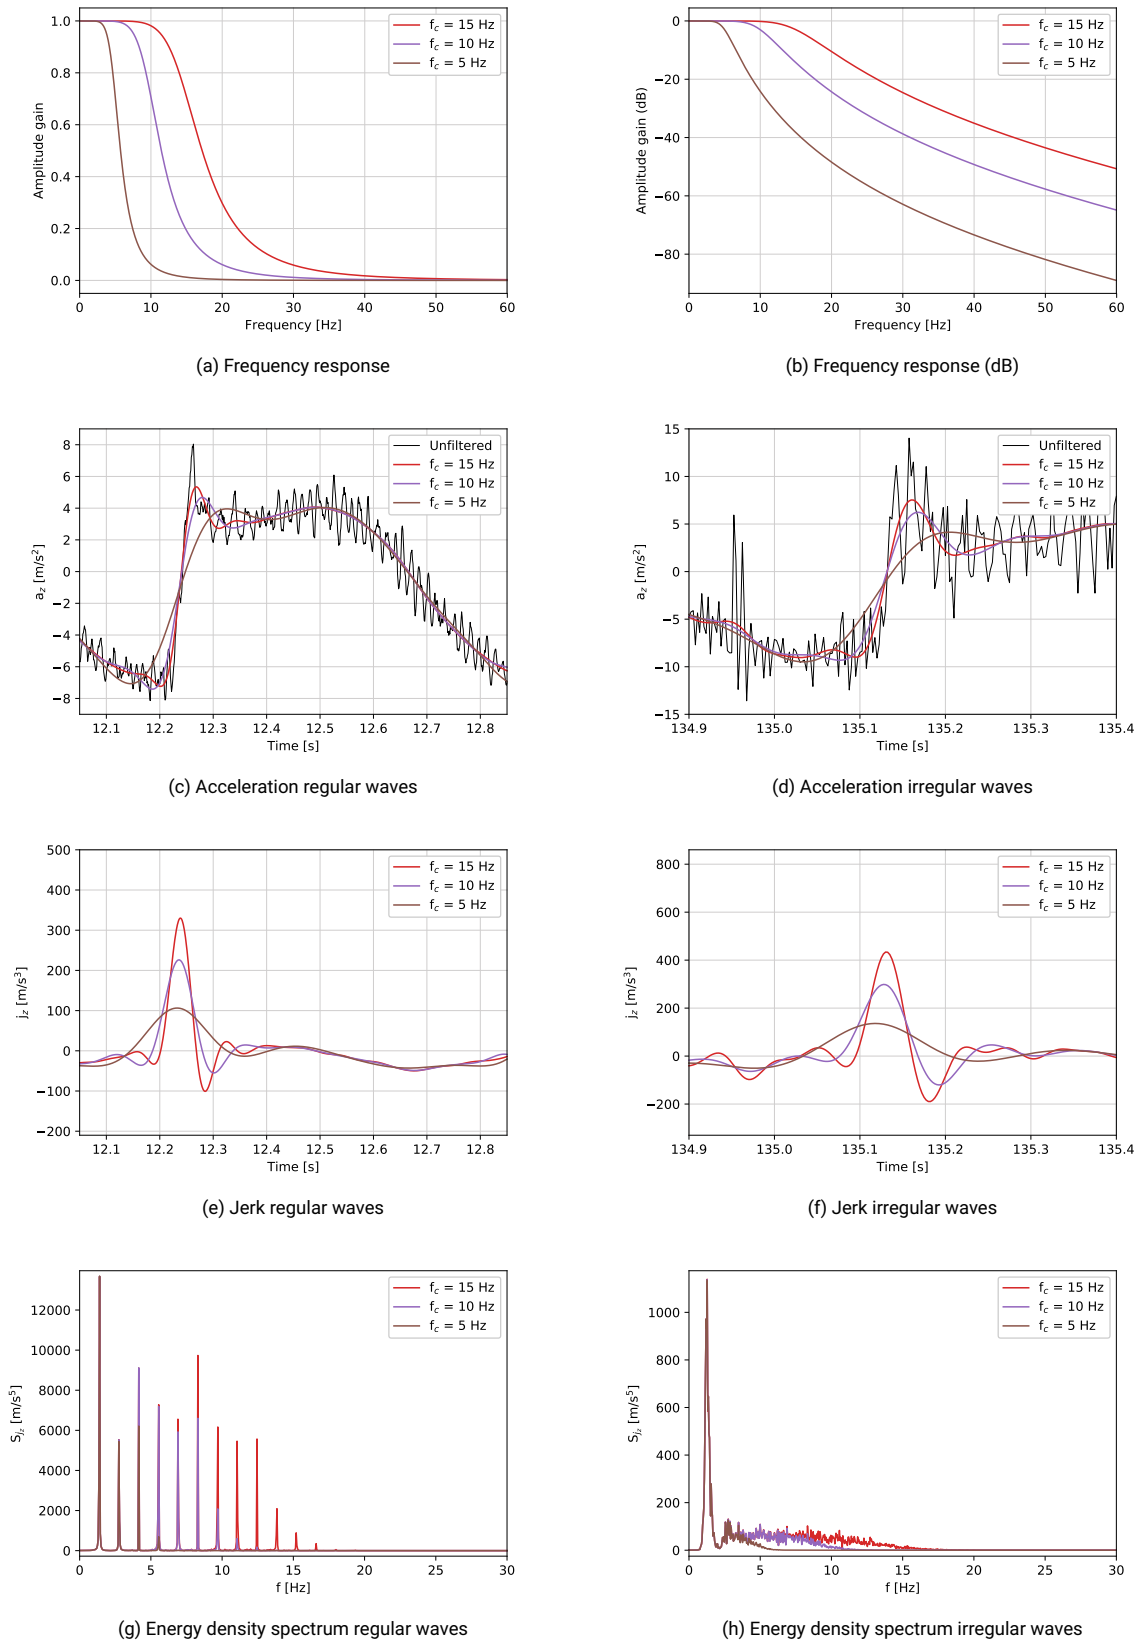 1.0
0.8
0.6
0.4
0.2
0.0
Amplitude gain
0 10 20 30 40 50 60
Frequency [Hz]
f_c = 15 Hz
f_c = 10 Hz
f_c = 5 Hz
(a) Frequency response
0
−20
−40
−60
−80
Amplitude gain (dB)
0 10 20 30 40 50 60
Frequency [Hz]
f_c = 15 Hz
f_c = 10 Hz
f_c = 5 Hz
(b) Frequency response (dB)
8
6
4
2
0
−2
−4
−6
−8
a_z [m/s²]
12.1 12.2 12.3 12.4 12.5 12.6 12.7 12.8
Time [s]
Unfiltered
f_c = 15 Hz
f_c = 10 Hz
f_c = 5 Hz
(c) Acceleration regular waves
15
10
5
0
−5
−10
−15
a_z [m/s²]
134.9 135.0 135.1 135.2 135.3 135.4
Time [s]
Unfiltered
f_c = 15 Hz
f_c = 10 Hz
f_c = 5 Hz
(d) Acceleration irregular waves
500
400
300
200
100
0
−100
−200
j_z [m/s³]
12.1 12.2 12.3 12.4 12.5 12.6 12.7 12.8
Time [s]
f_c = 15 Hz
f_c = 10 Hz
f_c = 5 Hz
(e) Jerk regular waves
800
600
400
200
0
−200
j_z [m/s³]
134.9 135.0 135.1 135.2 135.3 135.4
Time [s]
f_c = 15 Hz
f_c = 10 Hz
f_c = 5 Hz
(f) Jerk irregular waves
12000
10000
8000
6000
4000
2000
0
S_{j_z} [m/s⁵]
0 5 10 15 20 25 30
f [Hz]
f_c = 15 Hz
f_c = 10 Hz
f_c = 5 Hz
(g) Energy density spectrum regular waves
1000
800
600
400
200
0
S_{j_z} [m/s⁵]
0 5 10 15 20 25 30
f [Hz]
f_c = 15 Hz
f_c = 10 Hz
f_c = 5 Hz
(h) Energy density spectrum irregular waves